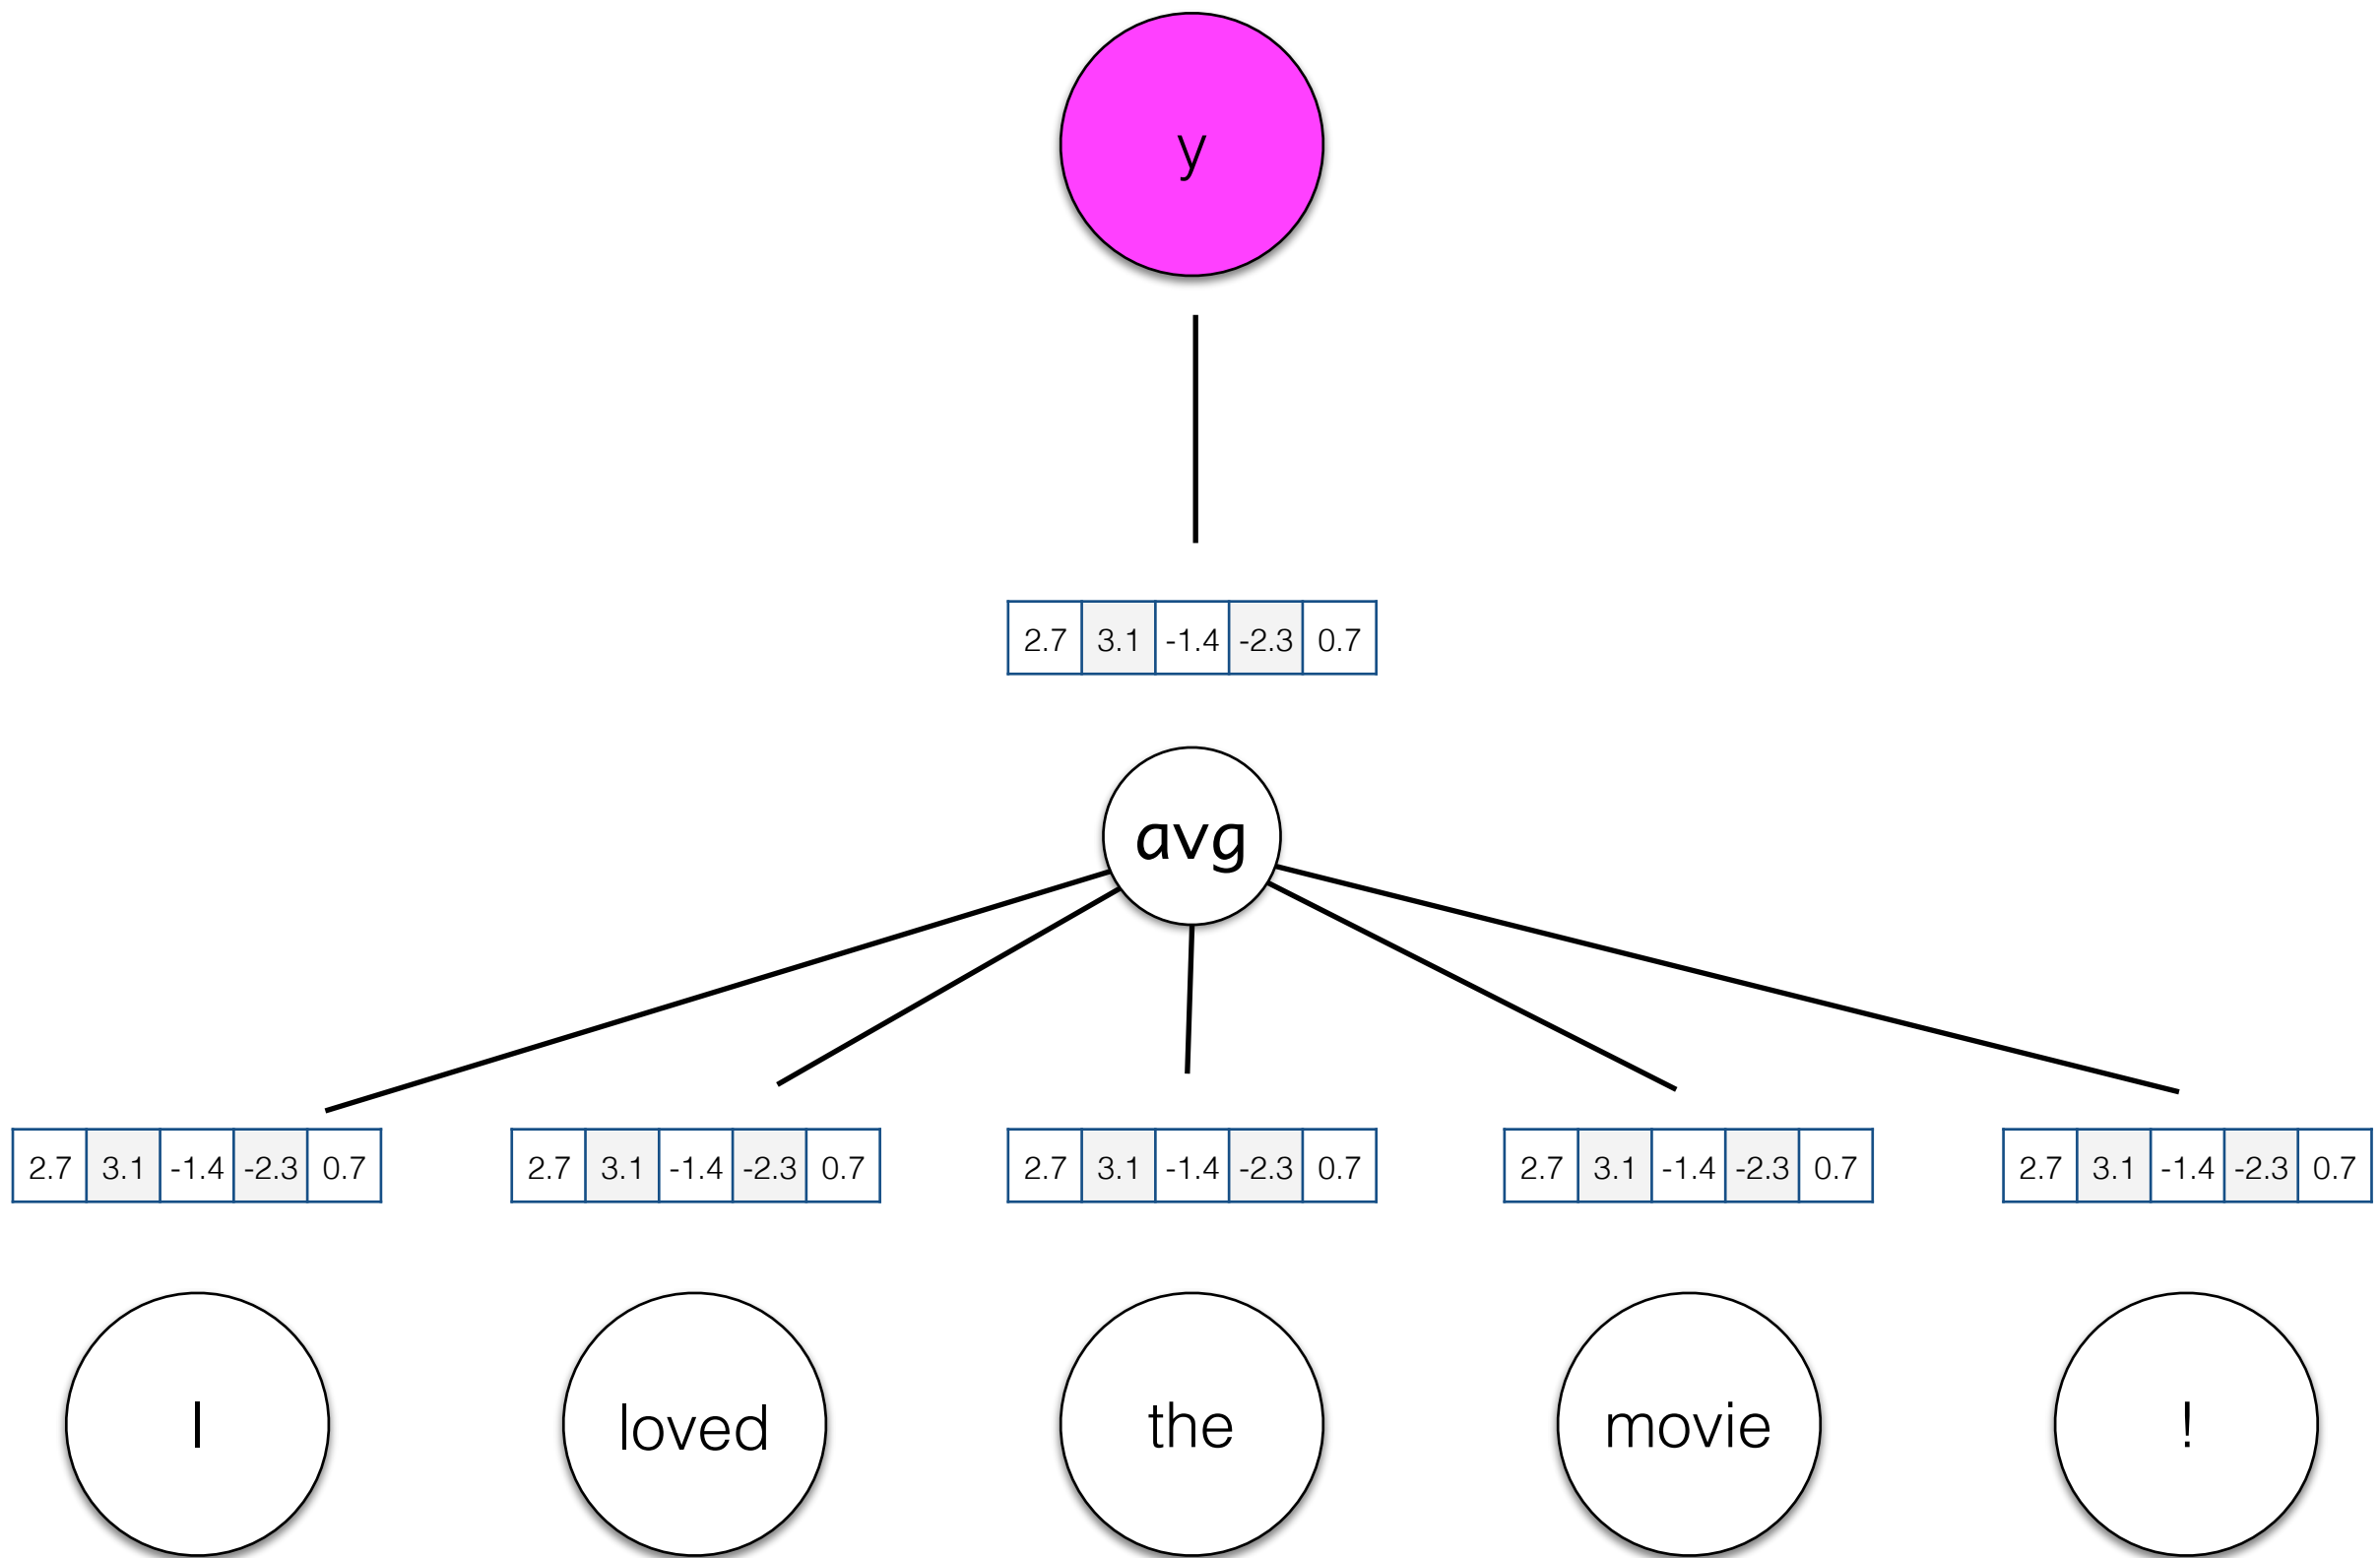 y
2.7 3.1 -1.4 -2.3 0.7
avg
2.7 3.1 -1.4 -2.3 0.7 2.7 3.1 -1.4 -2.3 0.7 2.7 3.1 -1.4 -2.3 0.7 2.7 3.1 -1.4 -2.3 0.7 2.7 3.1 -1.4 -2.3 0.7
I loved the movie !